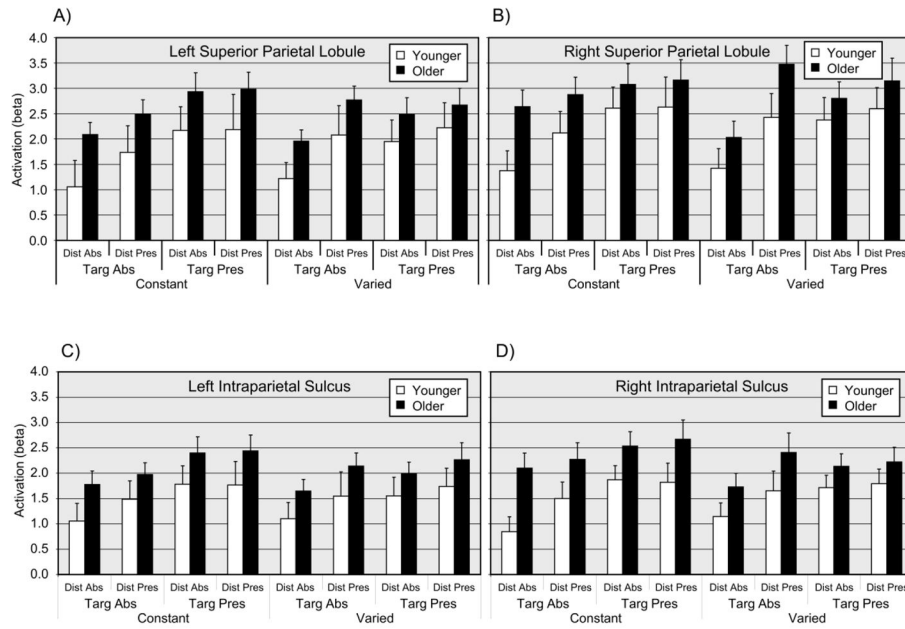 A)
B)
Left Superior Parietal Lobule
Younger
Older
Right Superior Parietal Lobule
Younger
Older
Activation (beta)
4.0
3.5
3.0
2.5
2.0
1.5
1.0
0.5
0.0
Dist Abs Dist Pres Dist Abs Dist Pres Dist Abs Dist Pres Dist Abs Dist Pres Dist Abs Dist Pres Dist Abs Dist Pres Dist Abs Dist Pres Dist Abs Dist Pres
Targ Abs Targ Pres Targ Abs Targ Pres Targ Abs Targ Pres Targ Abs Targ Pres
Constant Varied Constant Varied
C)
D)
Left Intraparietal Sulcus
Younger
Older
Right Intraparietal Sulcus
Younger
Older
Activation (beta)
4.0
3.5
3.0
2.5
2.0
1.5
1.0
0.5
0.0
Dist Abs Dist Pres Dist Abs Dist Pres Dist Abs Dist Pres Dist Abs Dist Pres Dist Abs Dist Pres Dist Abs Dist Pres Dist Abs Dist Pres Dist Abs Dist Pres
Targ Abs Targ Pres Targ Abs Targ Pres Targ Abs Targ Pres Targ Abs Targ Pres
Constant Varied Constant Varied